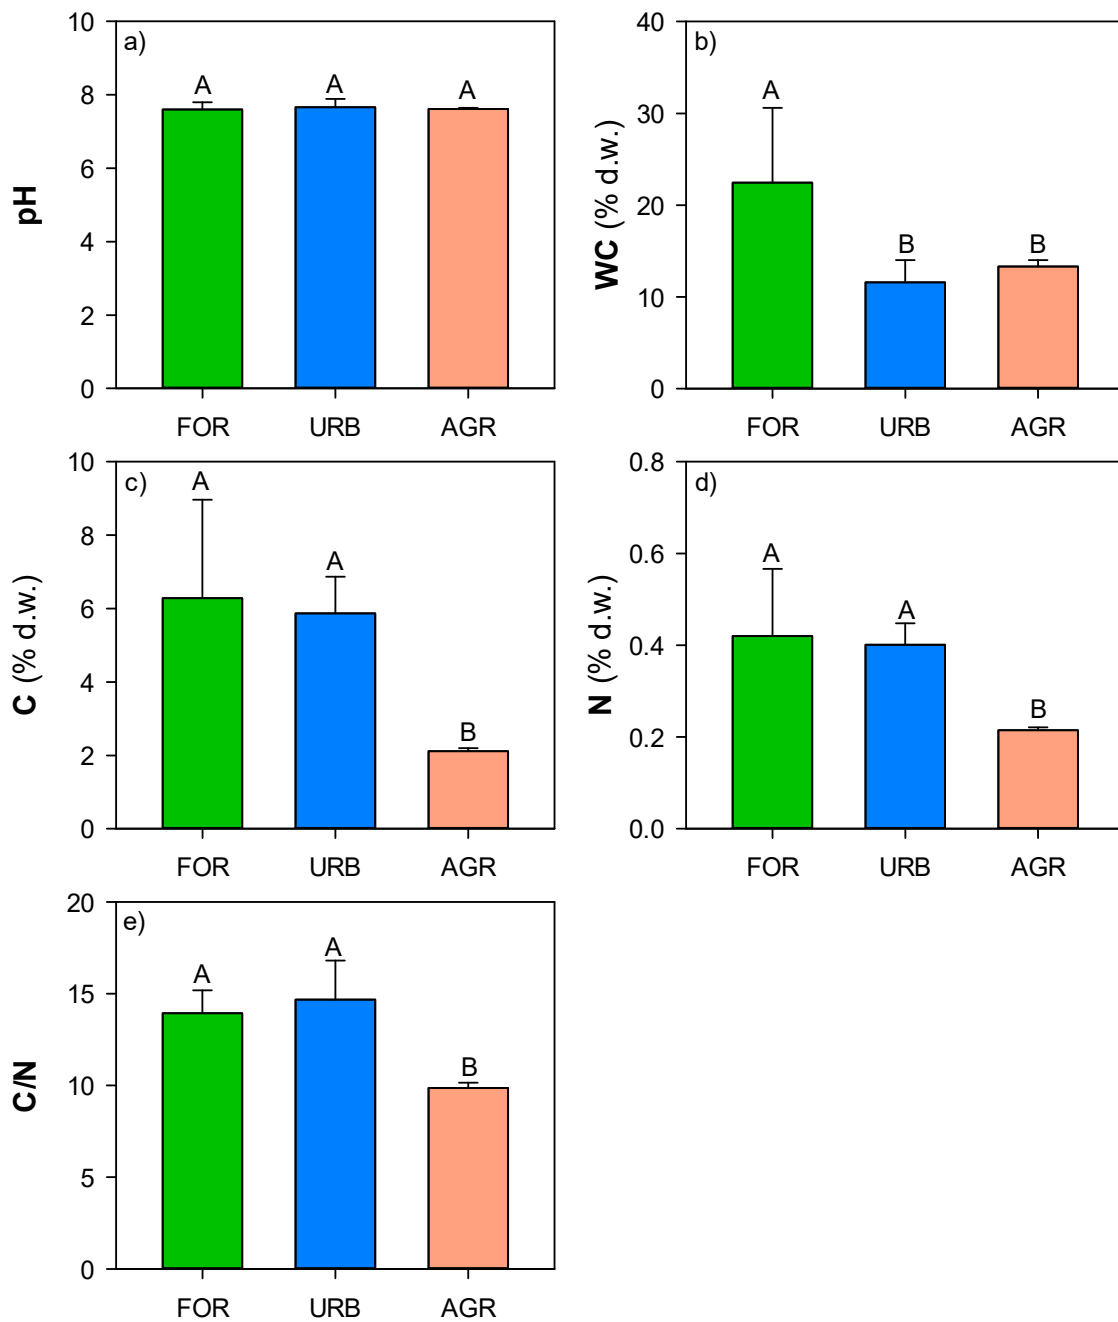 a)
pH
10
8
6
4
2
0
A
A
A
FOR
URB
AGR
b)
WC (% d.w.)
40
30
20
10
0
A
B
B
FOR
URB
AGR
c)
C (% d.w.)
10
8
6
4
2
0
A
A
B
FOR
URB
AGR
d)
N (% d.w.)
0.8
0.6
0.4
0.2
0.0
A
A
B
FOR
URB
AGR
e)
C/N
20
15
10
5
0
A
A
B
FOR
URB
AGR